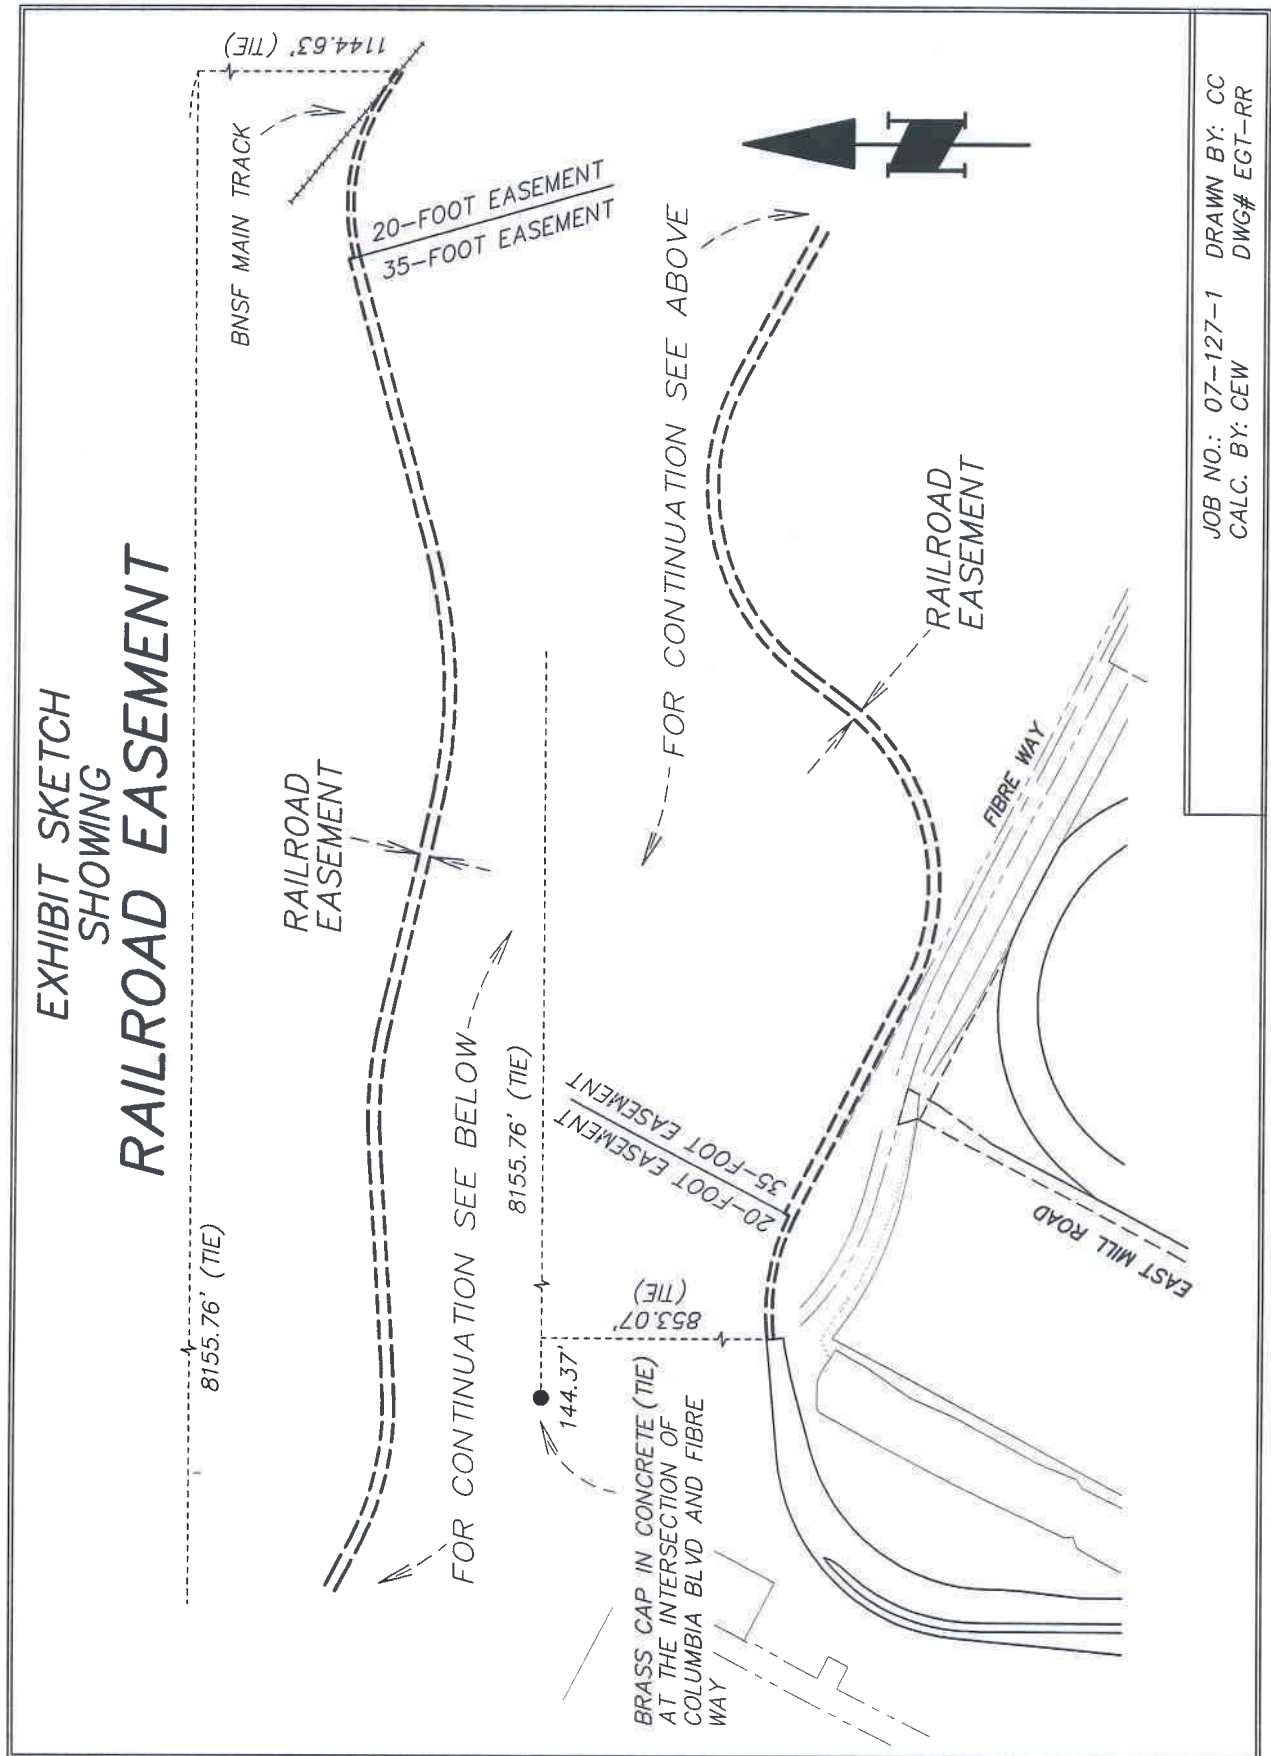 EXHIBIT SKETCH
SHOWING
RAILROAD EASEMENT
8155.76' (TIE)
1144.63' (TIE)
BNSF MAIN TRACK
20-FOOT EASEMENT
35-FOOT EASEMENT
RAILROAD
EASEMENT
FOR CONTINUATION SEE BELOW
8155.76' (TIE)
144.37'
(TIE)
853.07'
(TIE)
BRASS CAP IN CONCRETE
AT THE INTERSECTION OF
COLUMBIA BLVD AND FIBRE
WAY
20-FOOT EASEMENT
35-FOOT EASEMENT
FOR CONTINUATION SEE ABOVE
N
RAILROAD
EASEMENT
FIBRE WAY
EAST MILL ROAD
JOB NO.: 07-127-1 DRAWN BY: CC
CALC. BY: CEW DWG# EGT-RR